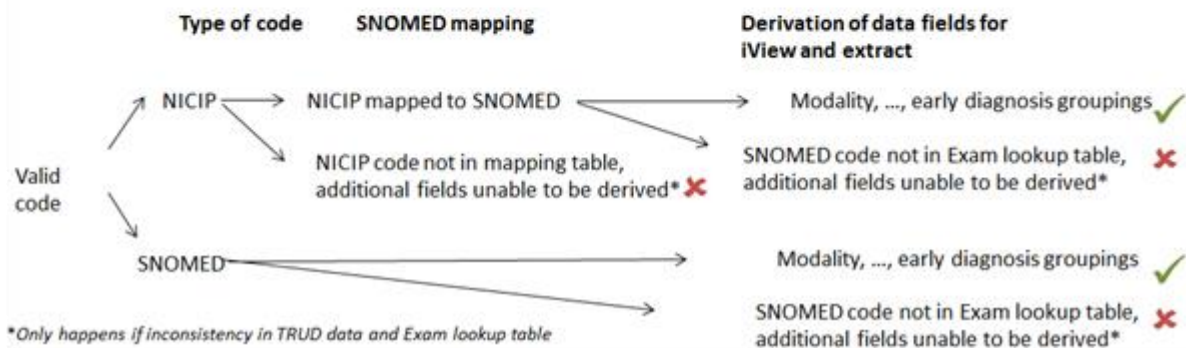 Type of code
SNOMED mapping
Derivation of data fields for
iView and extract
NICIP
NICIP mapped to SNOMED
Modality, ..., early diagnosis groupings
NICIP code not in mapping table,
additional fields unable to be derived*
SNOMED code not in Exam lookup table,
additional fields unable to be derived*
Valid
code
SNOMED
Modality, ..., early diagnosis groupings
SNOMED code not in Exam lookup table,
additional fields unable to be derived*
*Only happens if inconsistency in TRUD data and Exam lookup table